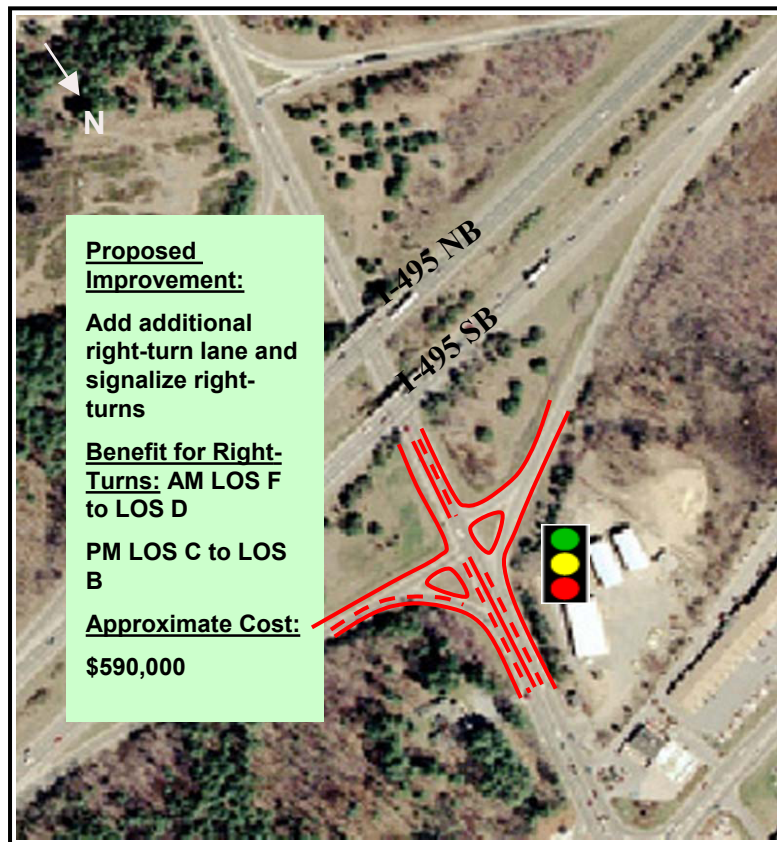 N
I-495 NB
I-495 SB
Proposed
Improvement:
Add additional
right-turn lane and
signalize right-
turns
Benefit for Right-
Turns: AM LOS F
to LOS D
PM LOS C to LOS
B
Approximate Cost:
$590,000